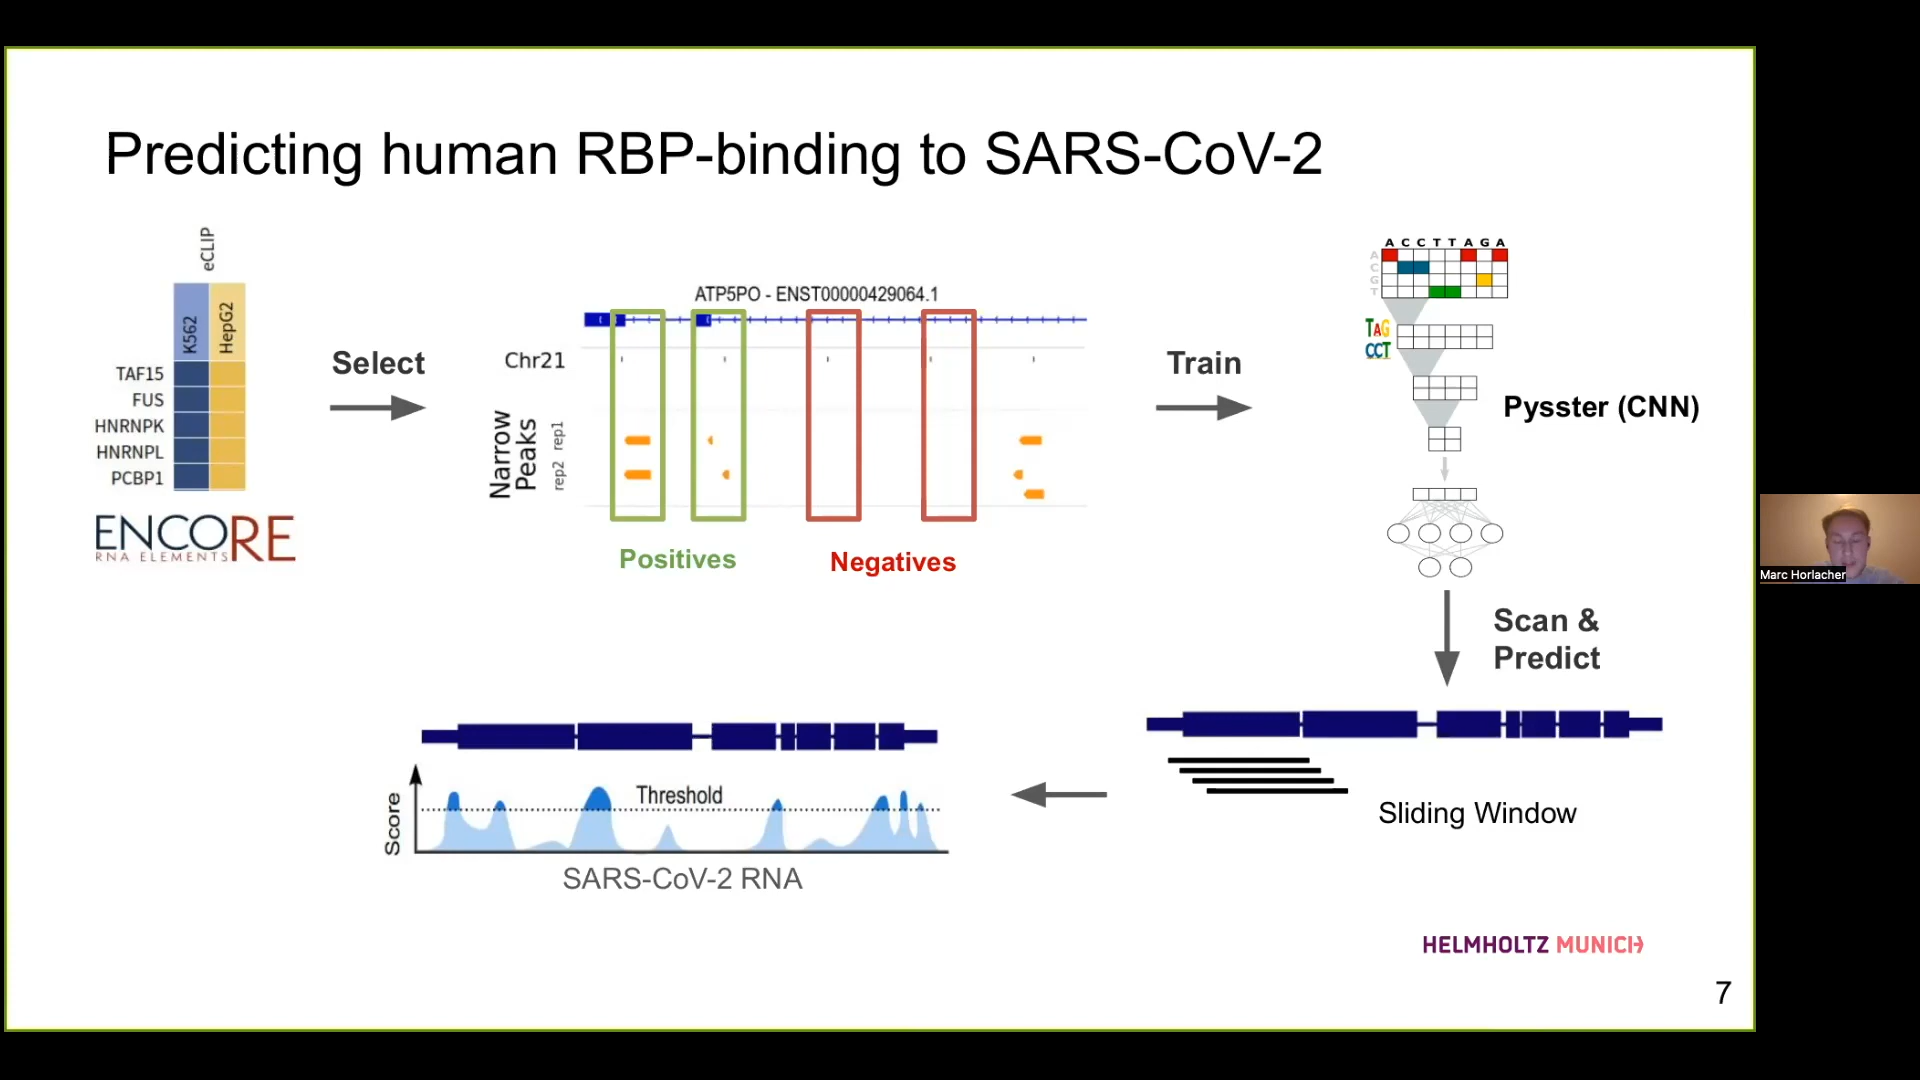 Predicting human RBP-binding to SARS-CoV-2
eCLIP
K562
HepG2
TAF15
FUS
HNRNPK
HNRNPL
PCBP1
ENCORE
RNA ELEMENTS
Select
ATP5PO - ENST00000429064.1
Chr21
Narrow
Peaks
rep1
rep2
Positives
Negatives
Train
A C C T T A G A
A
C
G
T
TAG
CCT
Pysster (CNN)
Scan &
Predict
Sliding Window
Score
Threshold
SARS-CoV-2 RNA
HELMHOLTZ MUNICH
7
Marc Horlacher